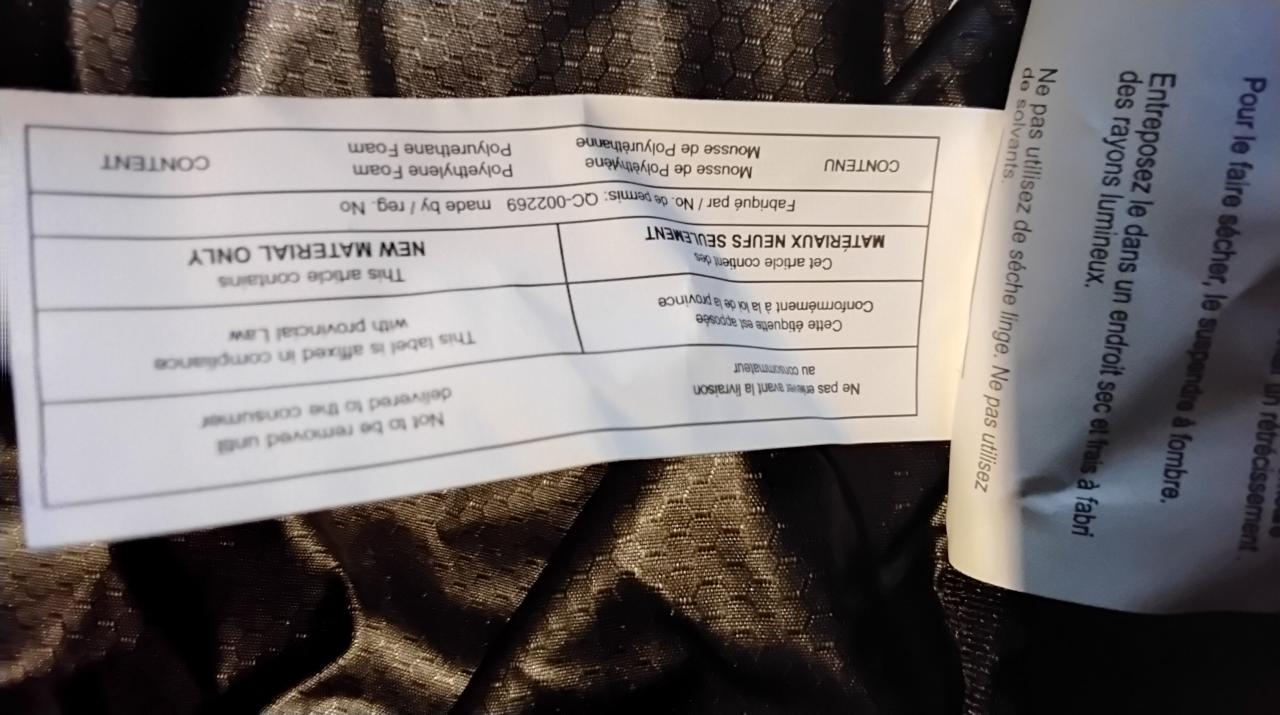 Ne pas enlever avant la livraison
au consommateur
Not to be removed until
delivered to the consumer
Cette étiquette est apposée
Conformément à la loi de la province
This label is affixed in compliance
with provincial Law
Cet article contient des
MATÉRIAUX NEUFS SEULEMENT
This article contains
NEW MATERIAL ONLY
Fabriqué par / No. de permis: QC-002269 made by / reg. No
CONTENU
Mousse de Polyéthylène
Mousse de Polyuréthanne
Polyethylene Foam
Polyurethane Foam
CONTENT
un rétrécissement
Pour le faire sécher, le suspendre à l'ombre.
Entreposez le dans un endroit sec et frais à l'abri
des rayons lumineux.
Ne pas utilisez de séche linge. Ne pas utilisez
de solvants.